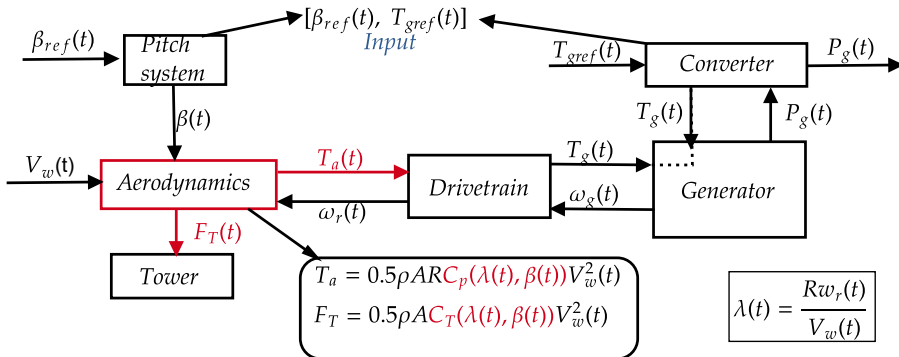 [β_ref(t), T_gref(t)]
Input
β_ref(t)
Pitch
system
T_gref(t)
Converter
P_g(t)
β(t)
T_g(t)
P_g(t)
V_w(t)
Aerodynamics
T_a(t)
ω_r(t)
Drivetrain
T_g(t)
ω_g(t)
Generator
F_T(t)
Tower
T_a = 0.5ρARC_p(λ(t), β(t))V_w^2(t)
F_T = 0.5ρAC_T(λ(t), β(t))V_w^2(t)
λ(t) = Rw_r(t)/V_w(t)